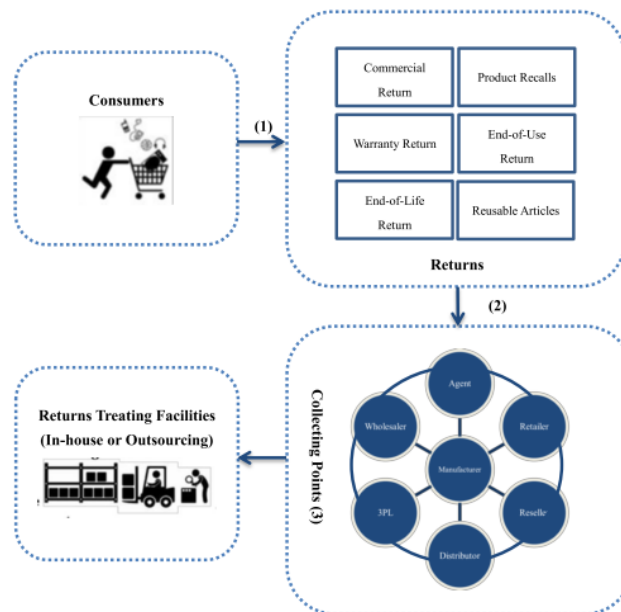 Consumers
(1)
Commercial
Return
Product Recalls
Warranty Return
End-of-Use
Return
End-of-Life
Return
Reusable Articles
Returns
(2)
Returns Treating Facilities
(In-house or Outsourcing)
Collecting Points (3)
Agent
Wholesaler
Retailer
Manufacturer
3PL
Reselle
Distributor